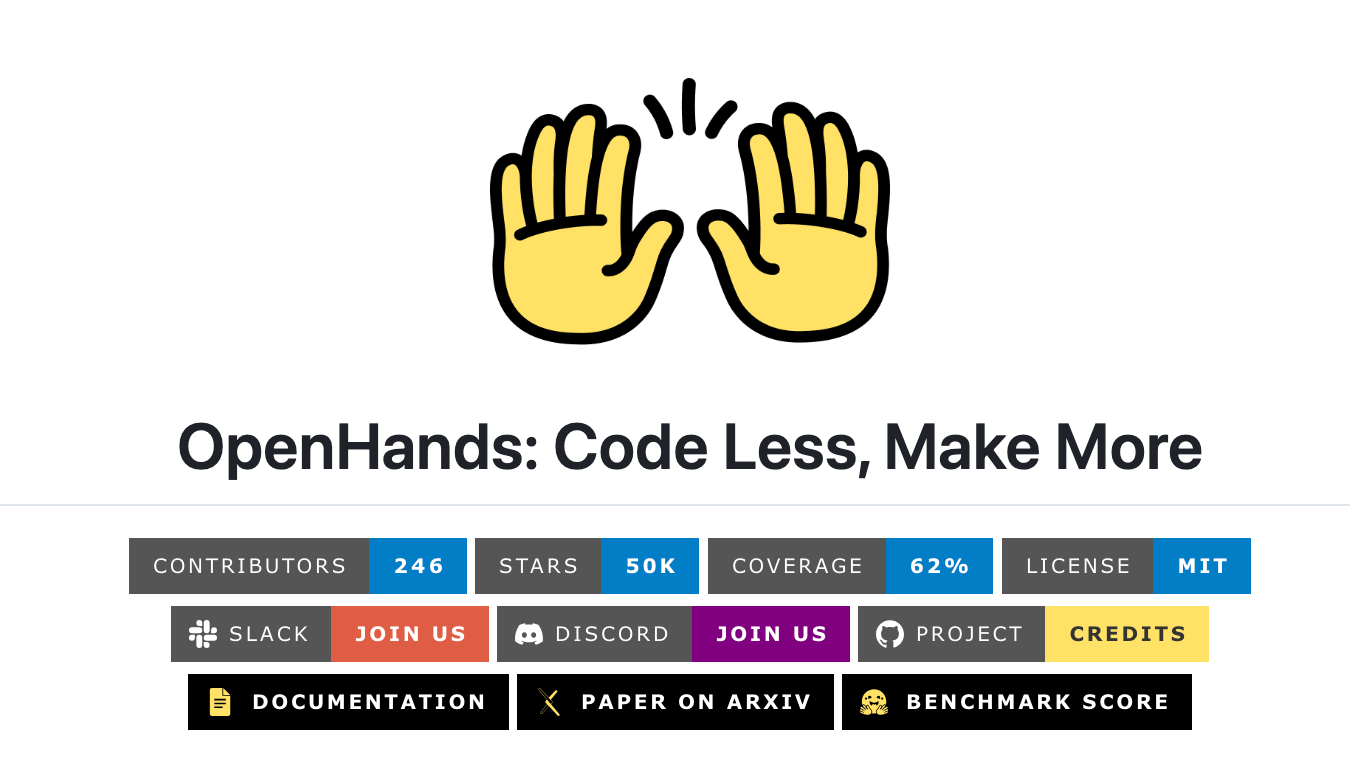 OpenHands: Code Less, Make More
CONTRIBUTORS 246 STARS 50K COVERAGE 62% LICENSE MIT
SLACK JOIN US DISCORD JOIN US PROJECT CREDITS
DOCUMENTATION PAPER ON ARXIV BENCHMARK SCORE